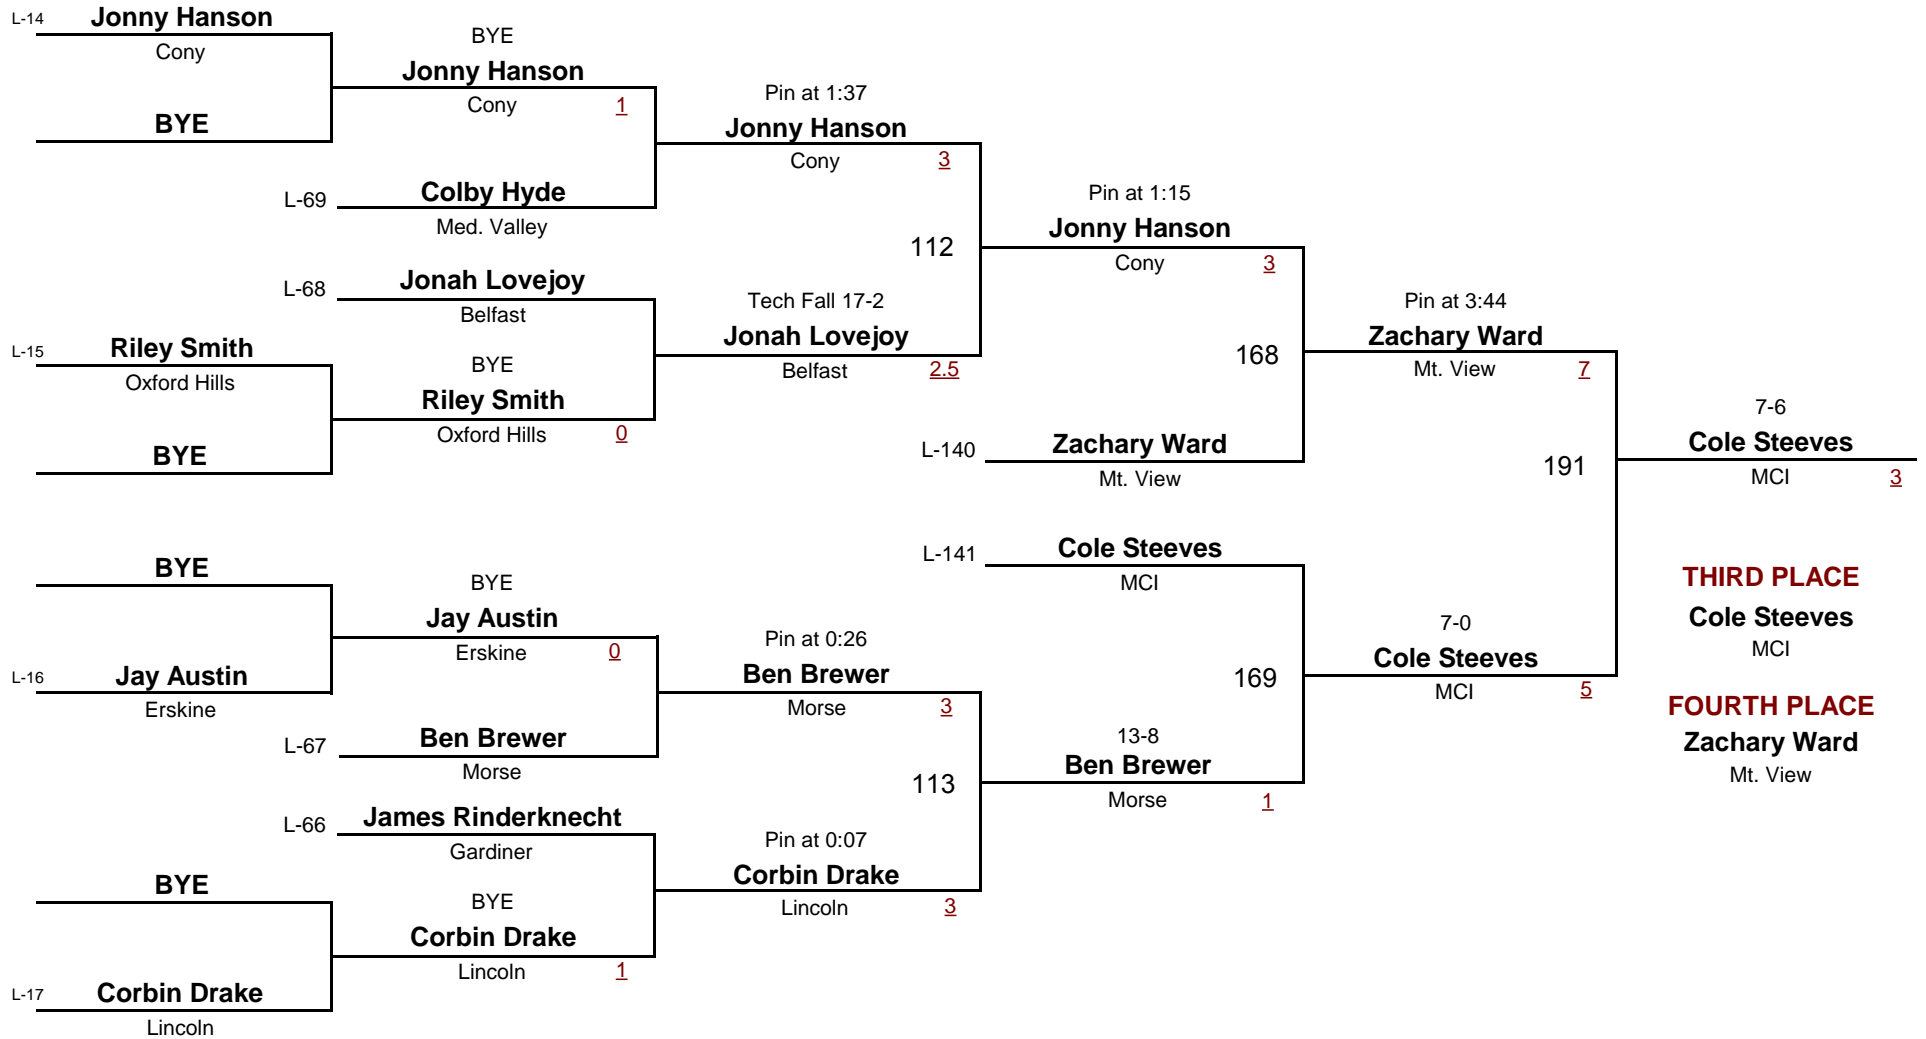 L-14
Jonny Hanson
Cony
BYE
BYE
Jonny Hanson
Cony
1
L-69
Colby Hyde
Med. Valley
Pin at 1:37
Jonny Hanson
Cony
3
L-68
Jonah Lovejoy
Belfast
L-15
Riley Smith
Oxford Hills
BYE
BYE
Riley Smith
Oxford Hills
0
Tech Fall 17-2
Jonah Lovejoy
Belfast
2.5
112
Pin at 1:15
Jonny Hanson
Cony
3
L-140
Zachary Ward
Mt. View
168
Pin at 3:44
Zachary Ward
Mt. View
7
BYE
L-16
Jay Austin
Erskine
BYE
Jay Austin
Erskine
0
L-67
Ben Brewer
Morse
Pin at 0:26
Ben Brewer
Morse
3
L-66
James Rinderknecht
Gardiner
BYE
L-17
Corbin Drake
Lincoln
BYE
Corbin Drake
Lincoln
1
Pin at 0:07
Corbin Drake
Lincoln
3
113
L-141
Cole Steeves
MCI
13-8
Ben Brewer
Morse
1
169
7-0
Cole Steeves
MCI
5
191
7-6
Cole Steeves
MCI
3
THIRD PLACE
Cole Steeves
MCI
FOURTH PLACE
Zachary Ward
Mt. View